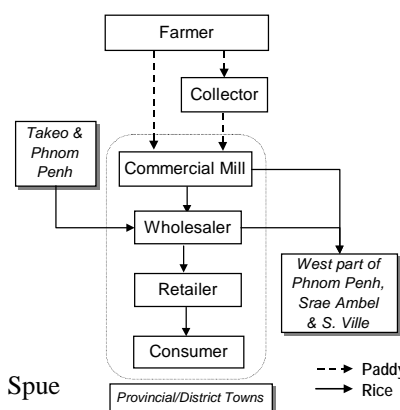 Farmer
Collector
Takeo &
Phnom
Penh
Commercial Mill
Wholesaler
West part of
Phnom Penh,
Srae Ambel
& S. Ville
Retailer
Consumer
Paddy
Rice
Spue
Provincial/District Towns